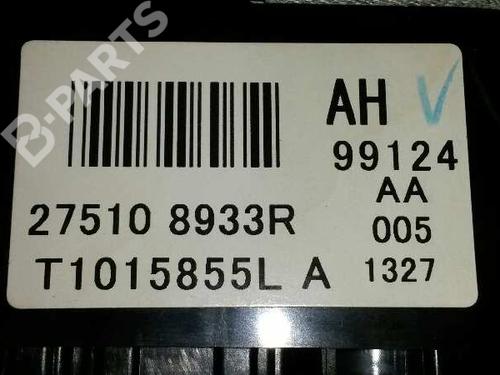 B-PARTS
AH V
99124
27510 8933R AA
005
T1015855L A 1327